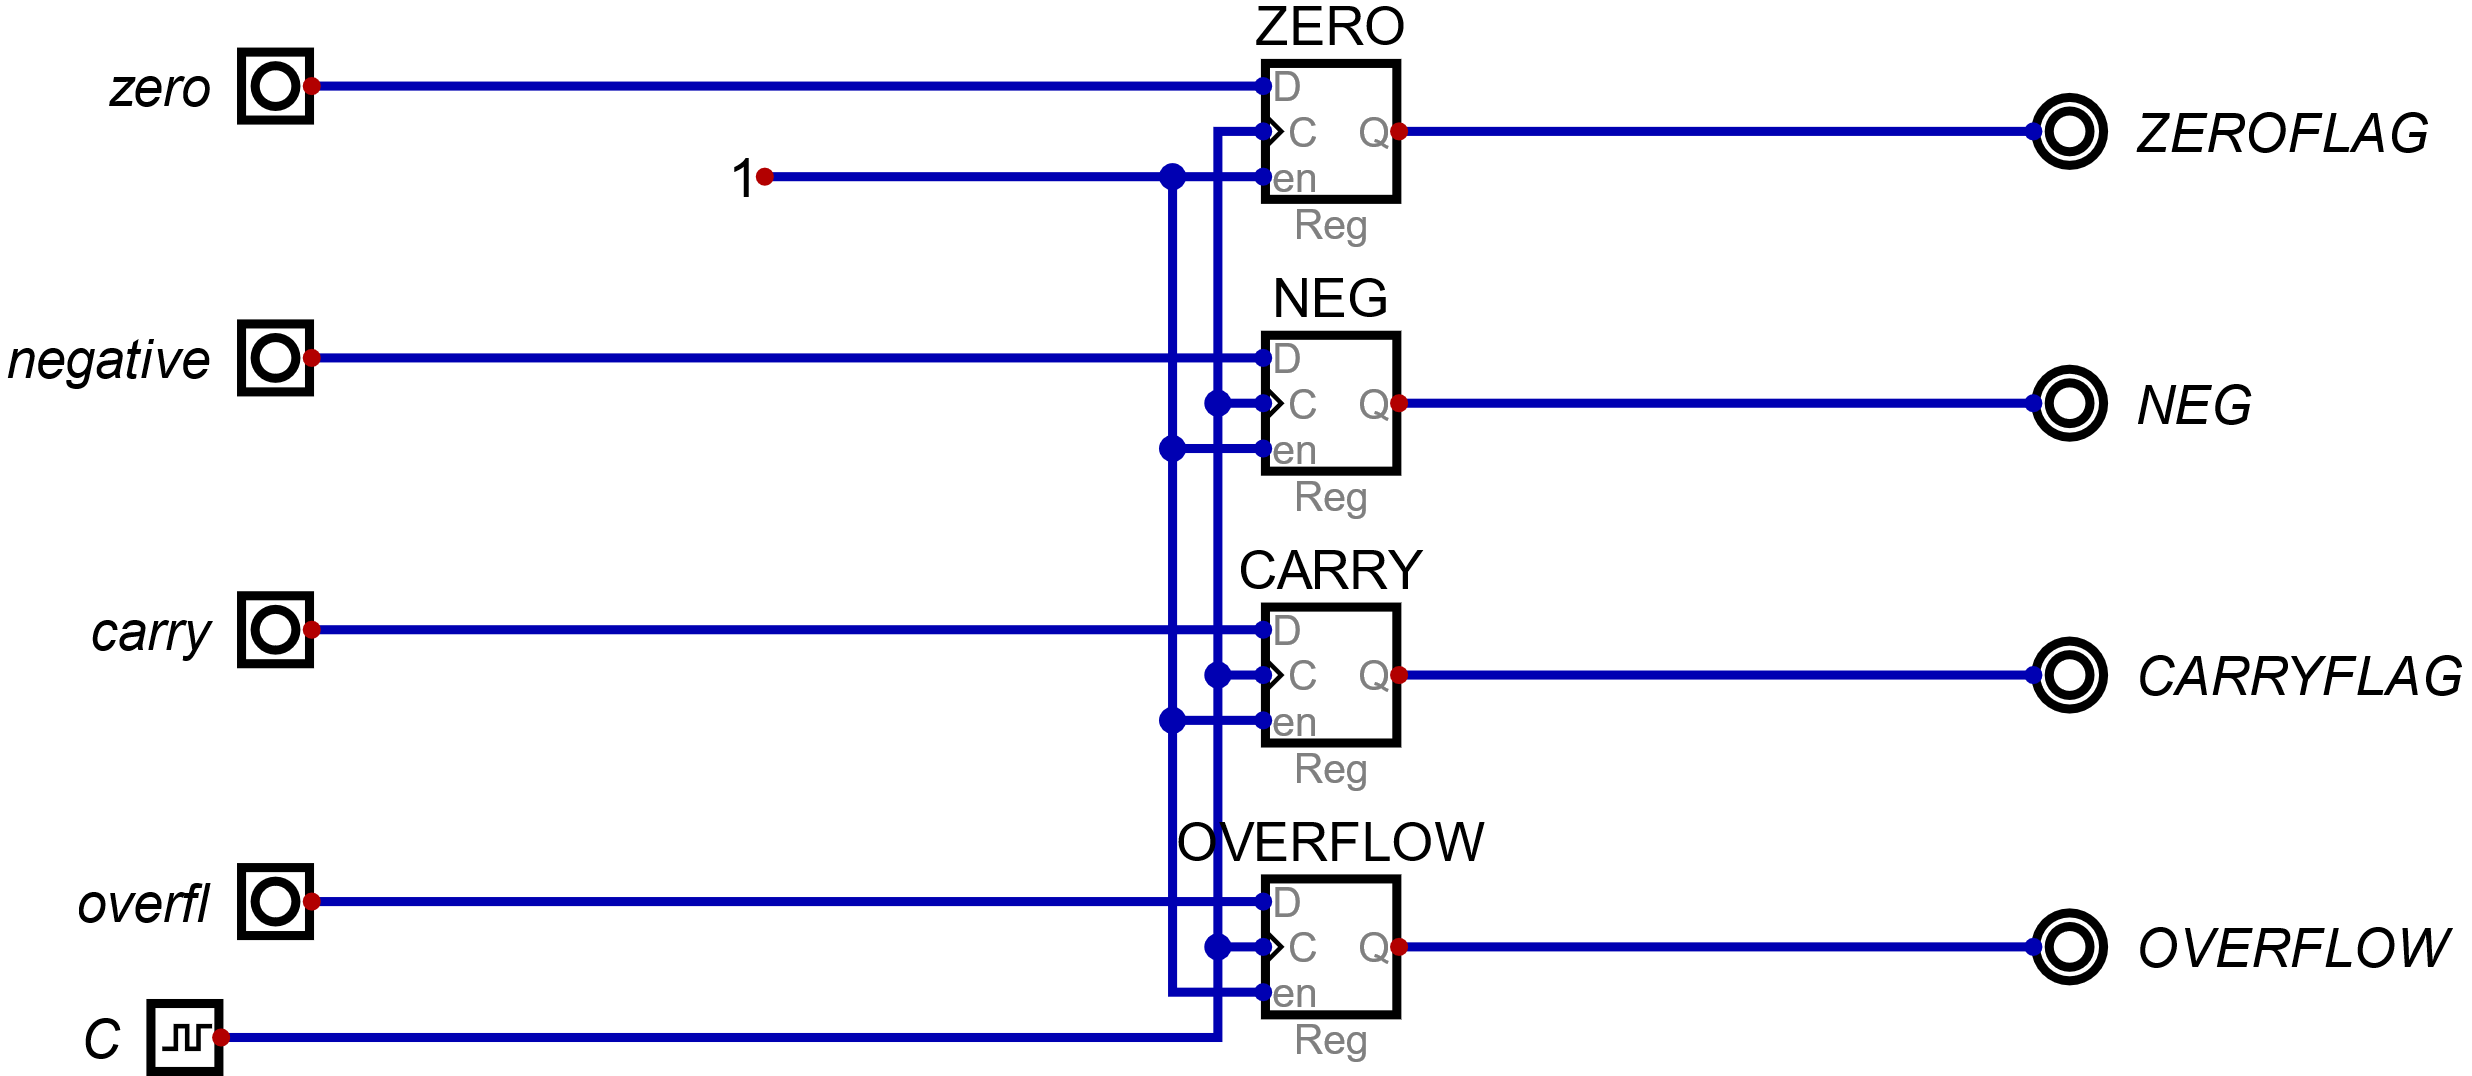 ZERO
zero
D
C Q
ZEROFLAG
1
en
Reg
NEG
negative
D
C Q
NEG
en
Reg
CARRY
carry
D
C Q
CARRYFLAG
en
Reg
OVERFLOW
overfl
D
C Q
OVERFLOW
en
C
Reg